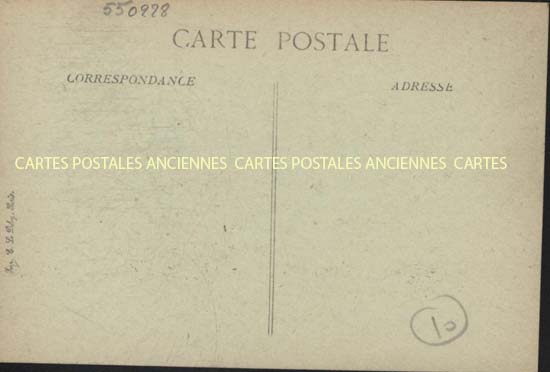 550928
CARTE POSTALE
CORRESPONDANCE
ADRESSE
CARTES POSTALES ANCIENNES CARTES POSTALES ANCIENNES CARTES
10